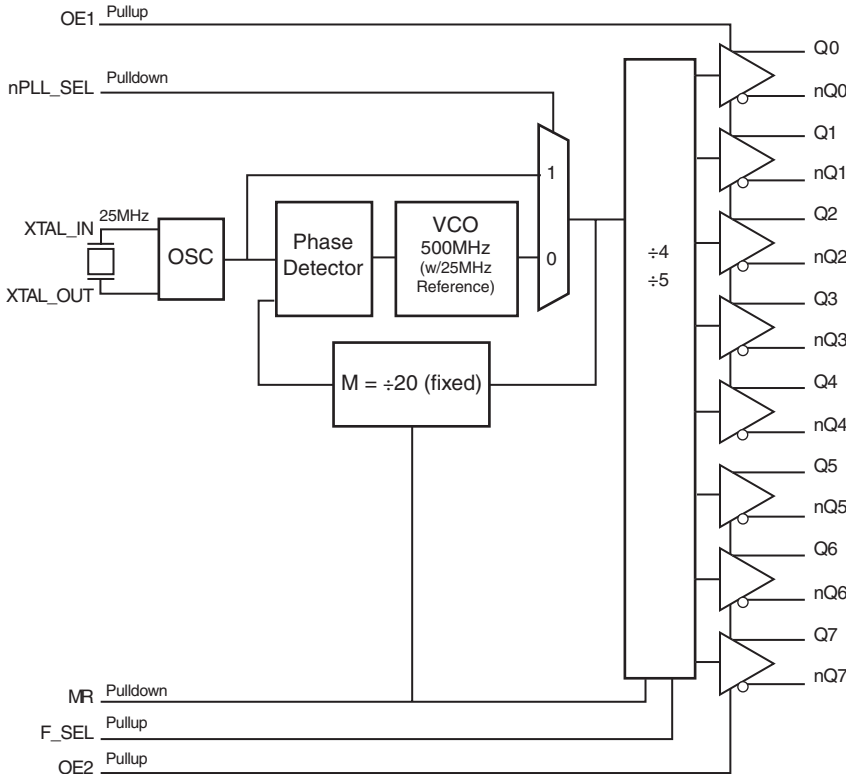 OE1 Pullup
nPLL_SEL Pulldown
XTAL_IN 25MHz
XTAL_OUT
OSC
Phase
Detector
VCO
500MHz
(w/25MHz
Reference)
1
0
M = ÷20 (fixed)
÷4
÷5
Q0
nQ0
Q1
nQ1
Q2
nQ2
Q3
nQ3
Q4
nQ4
Q5
nQ5
Q6
nQ6
Q7
nQ7
MR Pulldown
F_SEL Pullup
OE2 Pullup